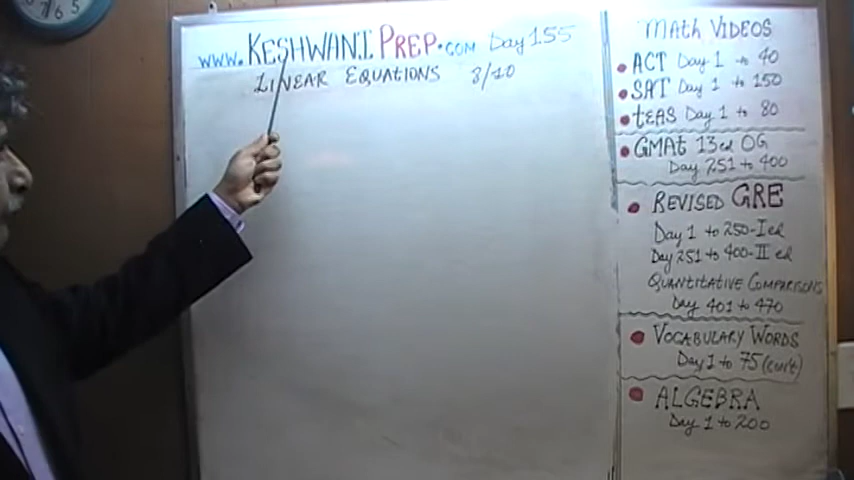 www.KESHWANI PREP.COM Day 155
LINEAR EQUATIONS 8/10
Math VIDEOS
ACT Day 1 to 40
SAT Day 1 to 150
tEAS Day 1 to 80
GMAt 13ed OG
Day 251 to 400
REVISED GRE
Day 1 to 250-I ed
Day 251 to 400-II ed
QUANtitAtiVE COMPARISONS
Day 401 to 470
VOCABULARY WORDS
Day 1 to 75 (con't)
ALGEBRA
Day 1 to 200